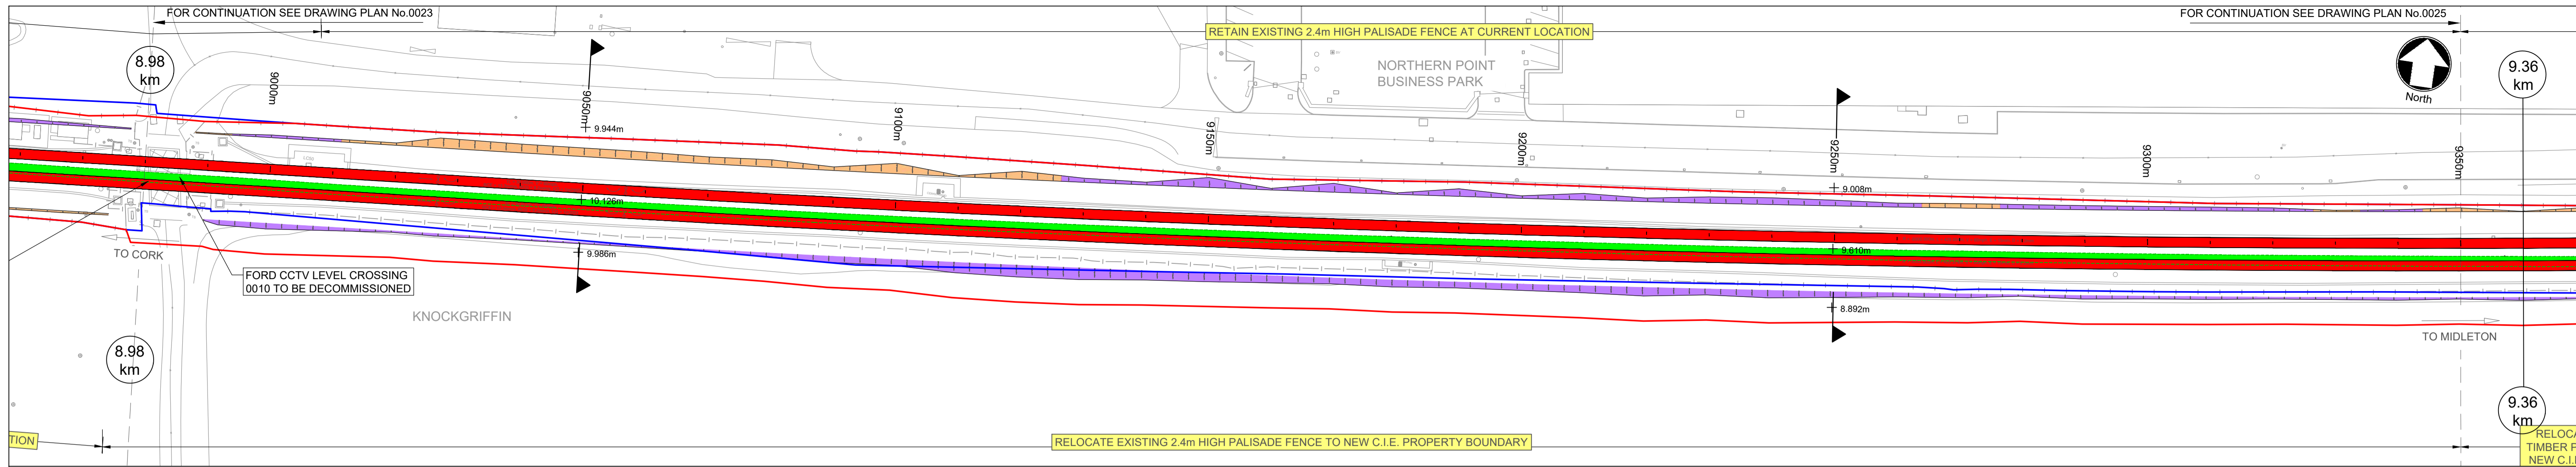 FOR CONTINUATION SEE DRAWING PLAN No.0023
FOR CONTINUATION SEE DRAWING PLAN No.0025
RETAIN EXISTING 2.4m HIGH PALISADE FENCE AT CURRENT LOCATION
8.98
km
9.36
km
NORTHERN POINT
BUSINESS PARK
North
9000m
9050m
9100m
9150m
9200m
9250m
9300m
9350m
9.944m
10.126m
9.986m
9.008m
9.610m
8.892m
TO CORK
FORD CCTV LEVEL CROSSING
0010 TO BE DECOMMISSIONED
KNOCKGRIFFIN
TO MIDLETON
8.98
km
9.36
km
TION
RELOCATE EXISTING 2.4m HIGH PALISADE FENCE TO NEW C.I.E. PROPERTY BOUNDARY
RELOCA
TIMBER F
NEW C.I.